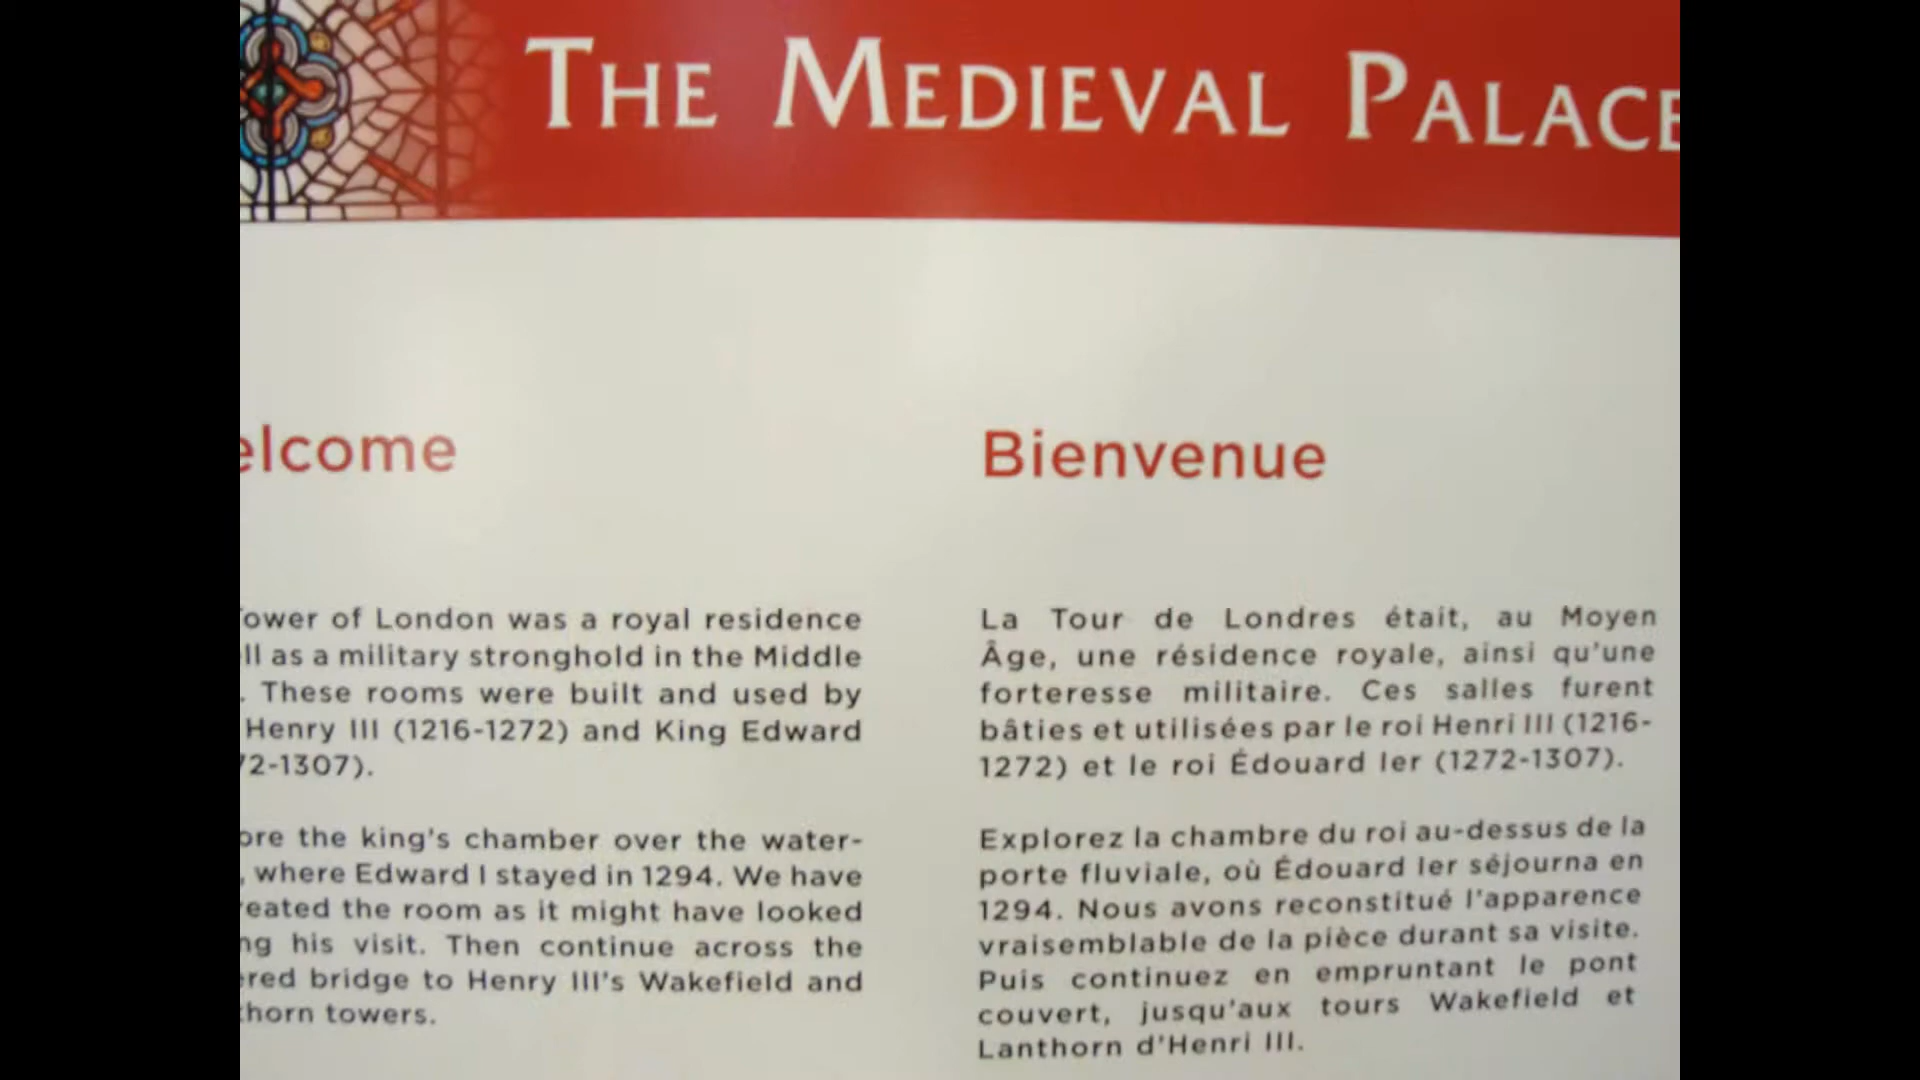 THE MEDIEVAL PALACE
elcome
ower of London was a royal residence
ll as a military stronghold in the Middle
. These rooms were built and used by
Henry III (1216-1272) and King Edward
2-1307).
ore the king's chamber over the water-
, where Edward I stayed in 1294. We have
eated the room as it might have looked
ng his visit. Then continue across the
ered bridge to Henry III's Wakefield and
horn towers.
Bienvenue
La Tour de Londres était, au Moyen
Âge, une résidence royale, ainsi qu'une
forteresse militaire. Ces salles furent
bâties et utilisées par le roi Henri III (1216-
1272) et le roi Édouard Ier (1272-1307).
Explorez la chambre du roi au-dessus de la
porte fluviale, où Édouard Ier séjourna en
1294. Nous avons reconstitué l'apparence
vraisemblable de la pièce durant sa visite.
Puis continuez en empruntant le pont
couvert, jusqu'aux tours Wakefield et
Lanthorn d'Henri III.